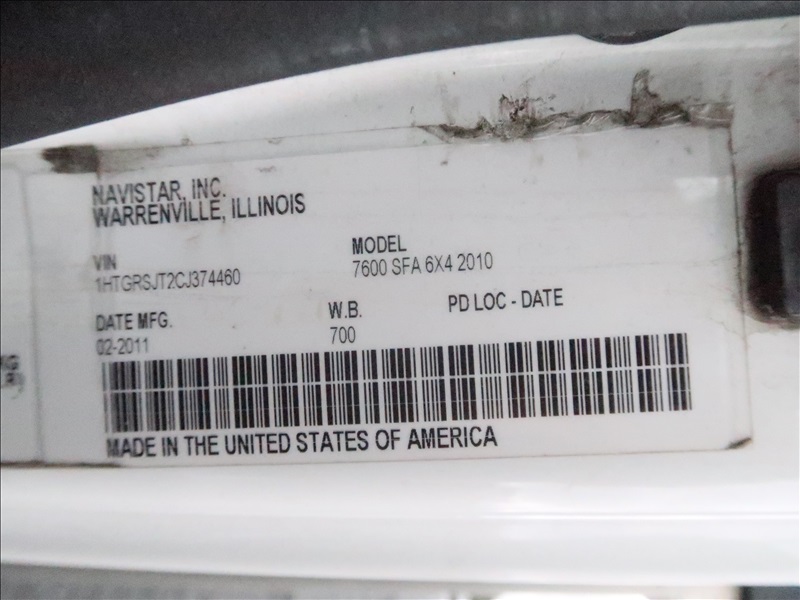 NAVISTAR, INC.
WARRENVILLE, ILLINOIS
VIN
1HTGRSJT2CJ374460
MODEL
7600 SFA 6X4 2010
DATE MFG.
02-2011
W.B.
700
PD LOC - DATE
MADE IN THE UNITED STATES OF AMERICA